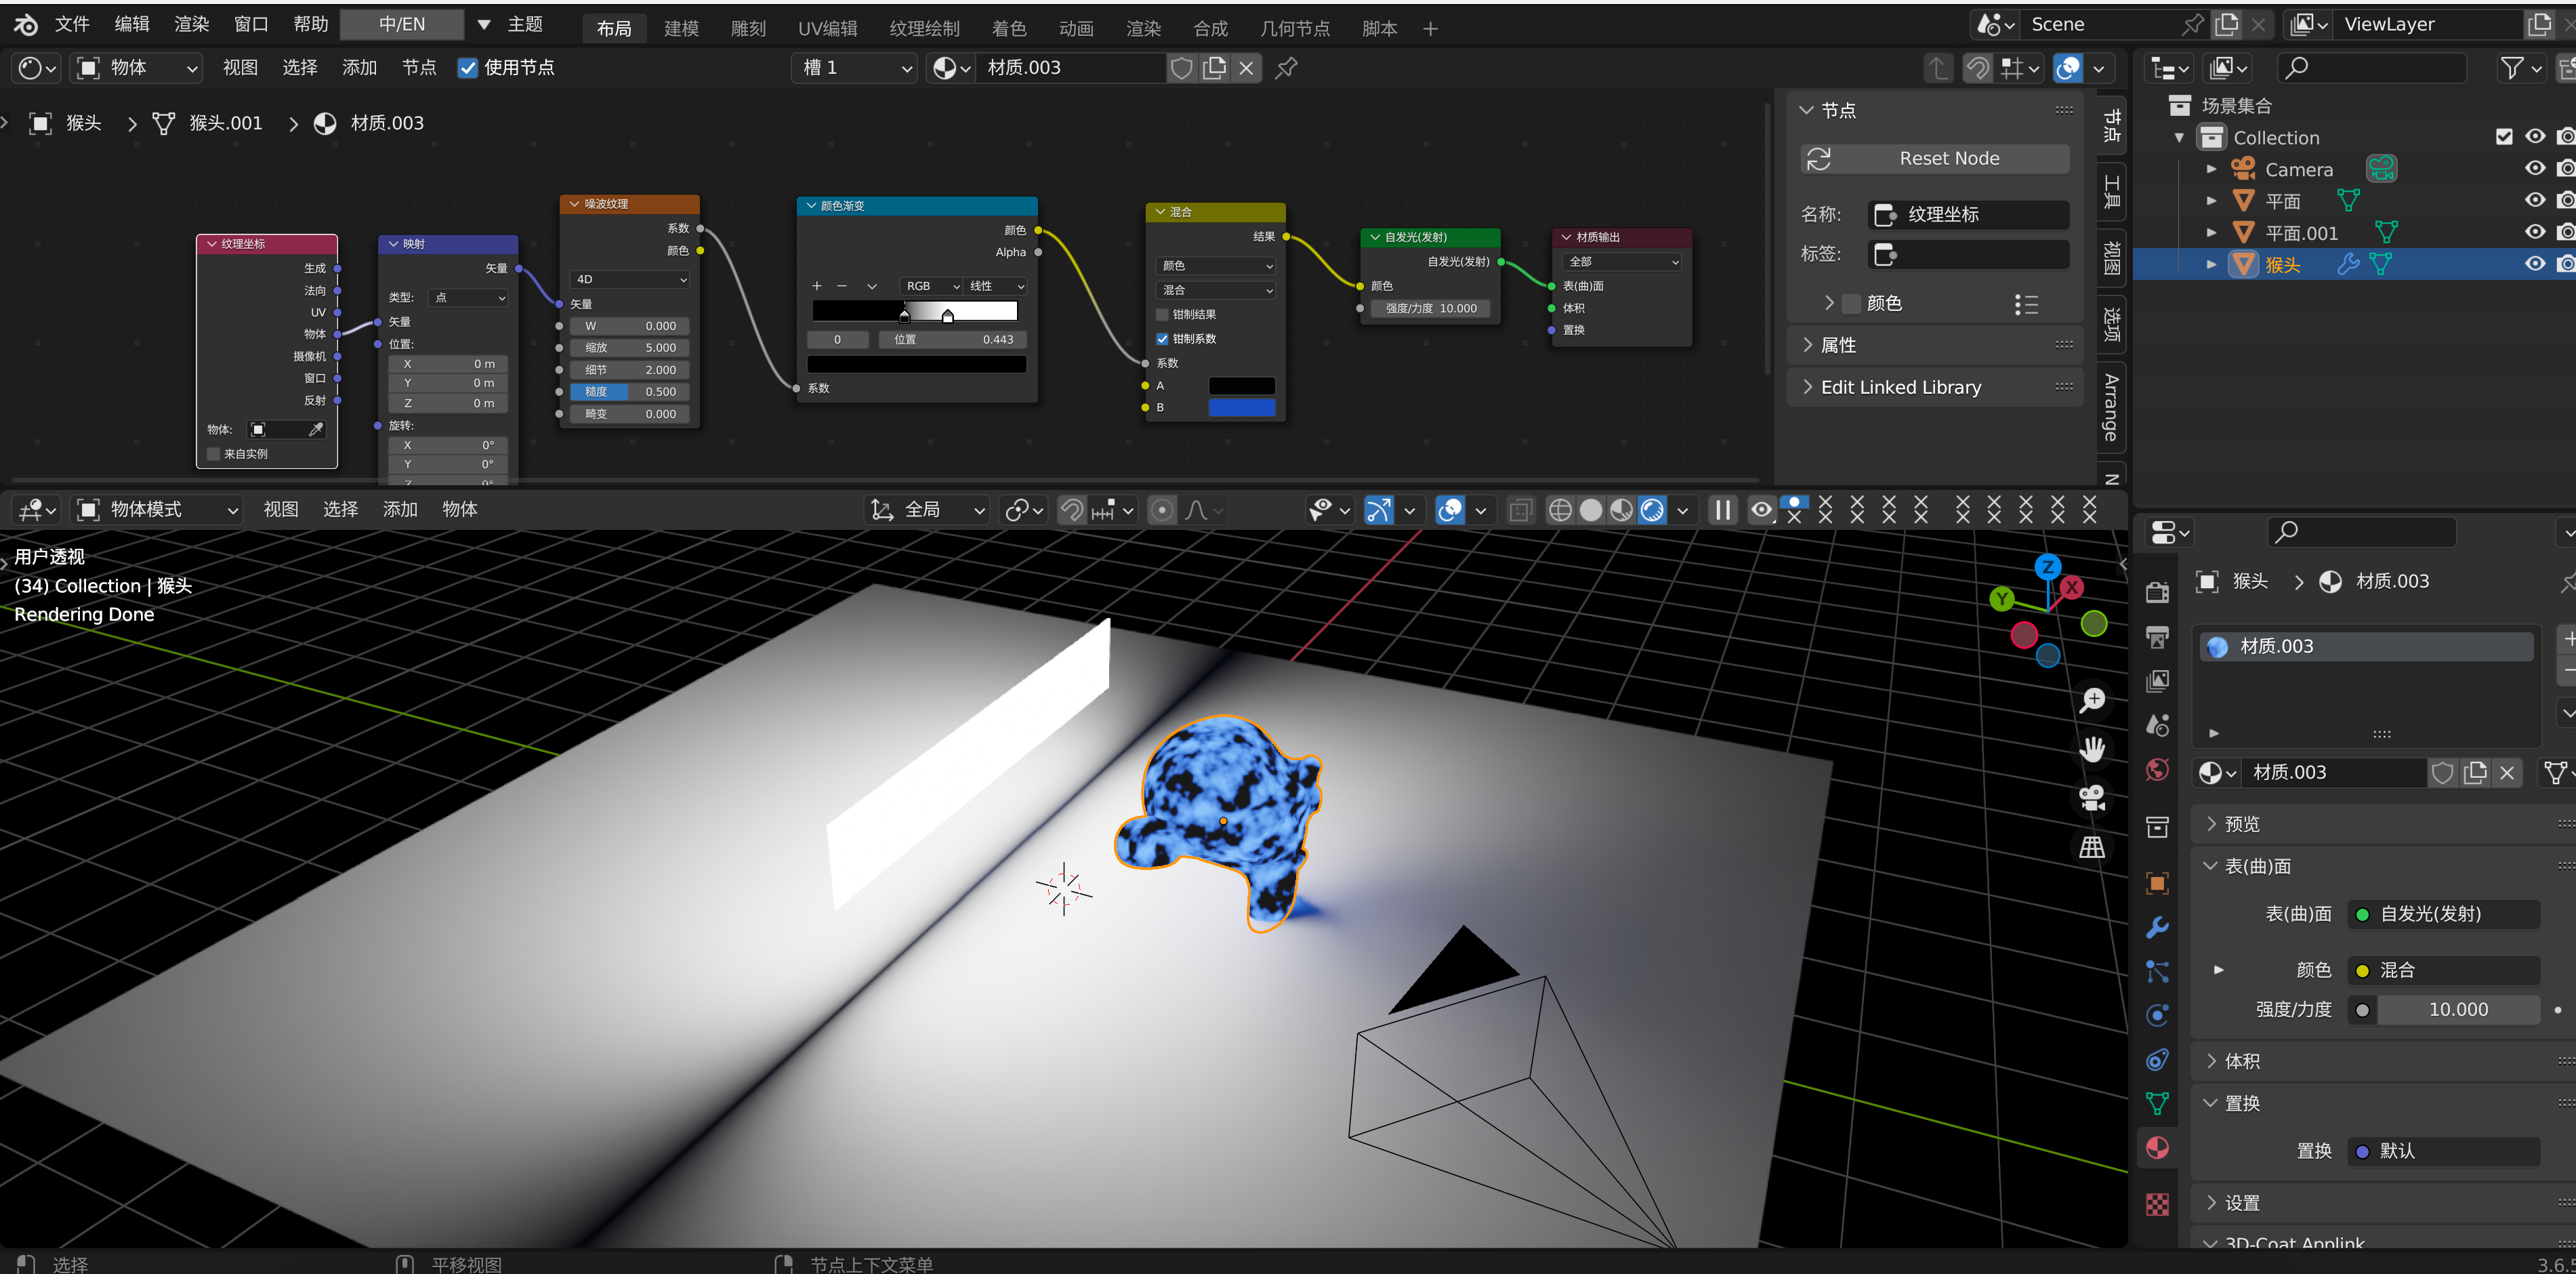 文件 编辑 渲染 窗口 帮助 中/EN 主题 布局 建模 雕刻 UV编辑 纹理绘制 着色 动画 渲染 合成 几何节点 脚本 Scene ViewLayer
物体 视图 选择 添加 节点 使用节点 槽 1 材质.003
猴头 猴头.001 材质.003
纹理坐标
生成
法向
UV
物体
摄像机
窗口
反射
物体:
来自实例
映射
矢量
类型: 点
矢量
位置:
X 0 m
Y 0 m
Z 0 m
旋转:
X 0°
Y 0°
Z 0°
噪波纹理
系数
颜色
4D
矢量
W 0.000
缩放 5.000
细节 2.000
糙度 0.500
畸变 0.000
颜色渐变
颜色
Alpha
RGB 线性
0 位置 0.443
系数
混合
结果
颜色
混合
钳制结果
钳制系数
系数
A
B
自发光(发射)
自发光(发射)
颜色
强度/力度 10.000
材质输出
全部
表(曲)面
体积
置换
节点
Reset Node
名称: 纹理坐标
标签:
颜色
属性
Edit Linked Library
节点
工具
视图
选项
Arrange
N
场景集合
Collection
Camera
平面
平面.001
猴头
物体模式 视图 选择 添加 物体 全局
用户透视
(34) Collection | 猴头
Rendering Done
Z
X
Y
猴头 材质.003
材质.003
材质.003
预览
表(曲)面
表(曲)面 自发光(发射)
颜色 混合
强度/力度 10.000
体积
置换
置换 默认
设置
3D-Coat Applink
选择 平移视图 节点上下文菜单 3.6.5